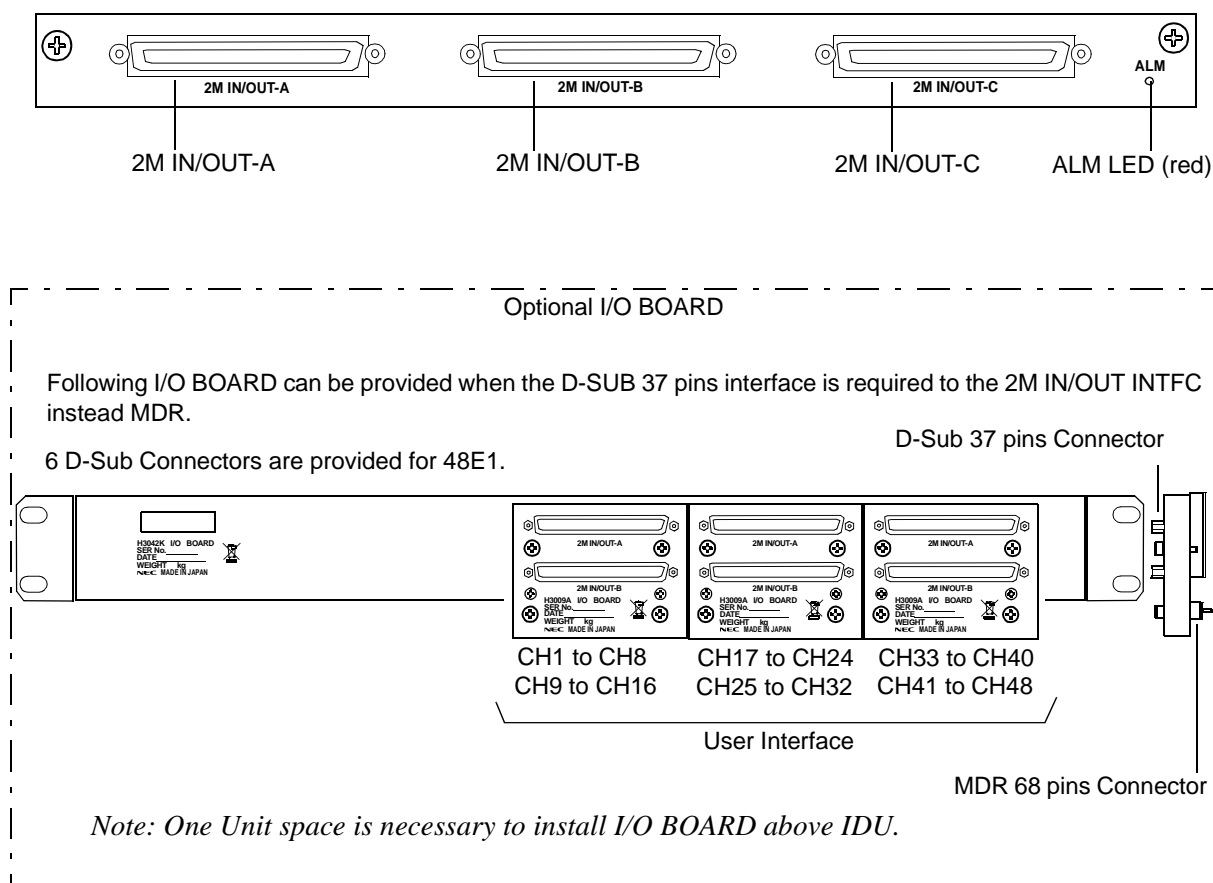 2M IN/OUT-A
2M IN/OUT-B
2M IN/OUT-C
ALM
2M IN/OUT-A
2M IN/OUT-B
2M IN/OUT-C
ALM LED (red)
Optional I/O BOARD
Following I/O BOARD can be provided when the D-SUB 37 pins interface is required to the 2M IN/OUT INTFC
instead MDR.
D-Sub 37 pins Connector
6 D-Sub Connectors are provided for 48E1.
H3042K I/O BOARD
SER No.
DATE
WEIGHT kg
NEC MADE IN JAPAN
2M IN/OUT-A
2M IN/OUT-B
H3009A I/O BOARD
SER No.
DATE
WEIGHT kg
NEC MADE IN JAPAN
2M IN/OUT-A
2M IN/OUT-B
H3009A I/O BOARD
SER No.
DATE
WEIGHT kg
NEC MADE IN JAPAN
2M IN/OUT-A
2M IN/OUT-B
H3009A I/O BOARD
SER No.
DATE
WEIGHT kg
NEC MADE IN JAPAN
CH1 to CH8
CH9 to CH16
CH17 to CH24
CH25 to CH32
CH33 to CH40
CH41 to CH48
User Interface
MDR 68 pins Connector
Note: One Unit space is necessary to install I/O BOARD above IDU.